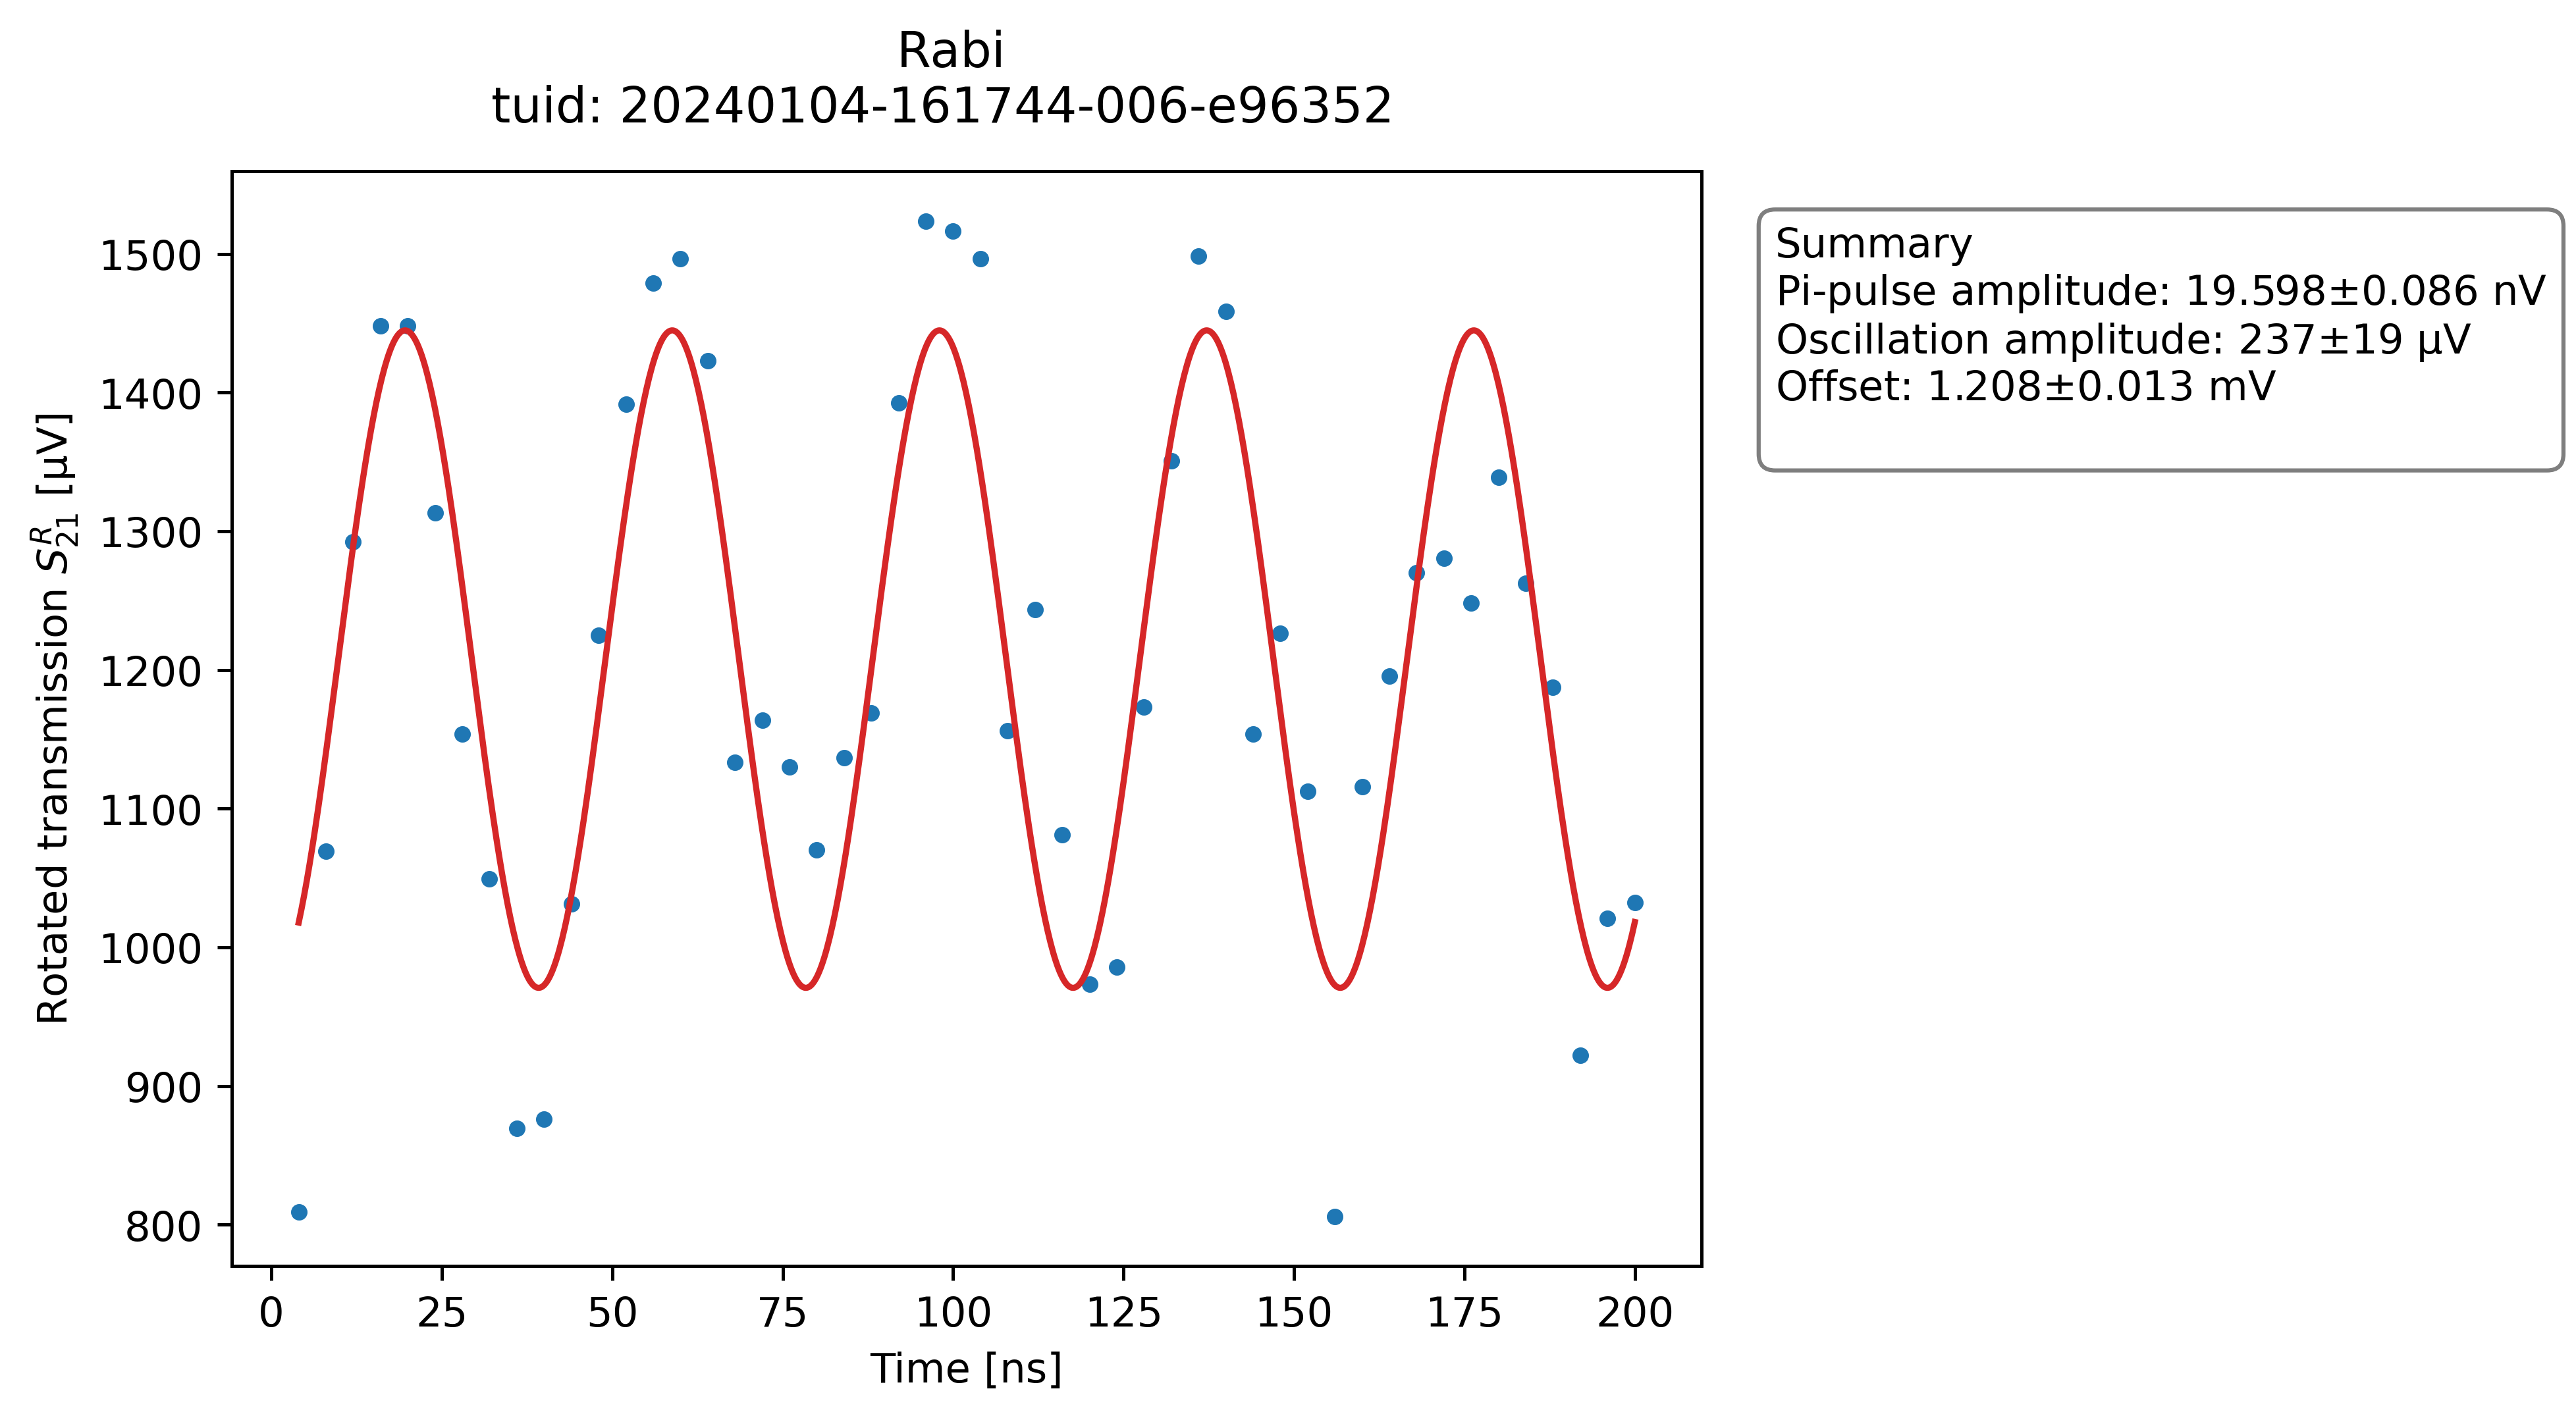 Rabi
tuid: 20240104-161744-006-e96352
Summary
Pi-pulse amplitude: 19.598±0.086 nV
Oscillation amplitude: 237±19 μV
Offset: 1.208±0.013 mV
Rotated transmission $S_{21}^{R}$ [μV]
1500
1400
1300
1200
1100
1000
900
800
0 25 50 75 100 125 150 175 200
Time [ns]